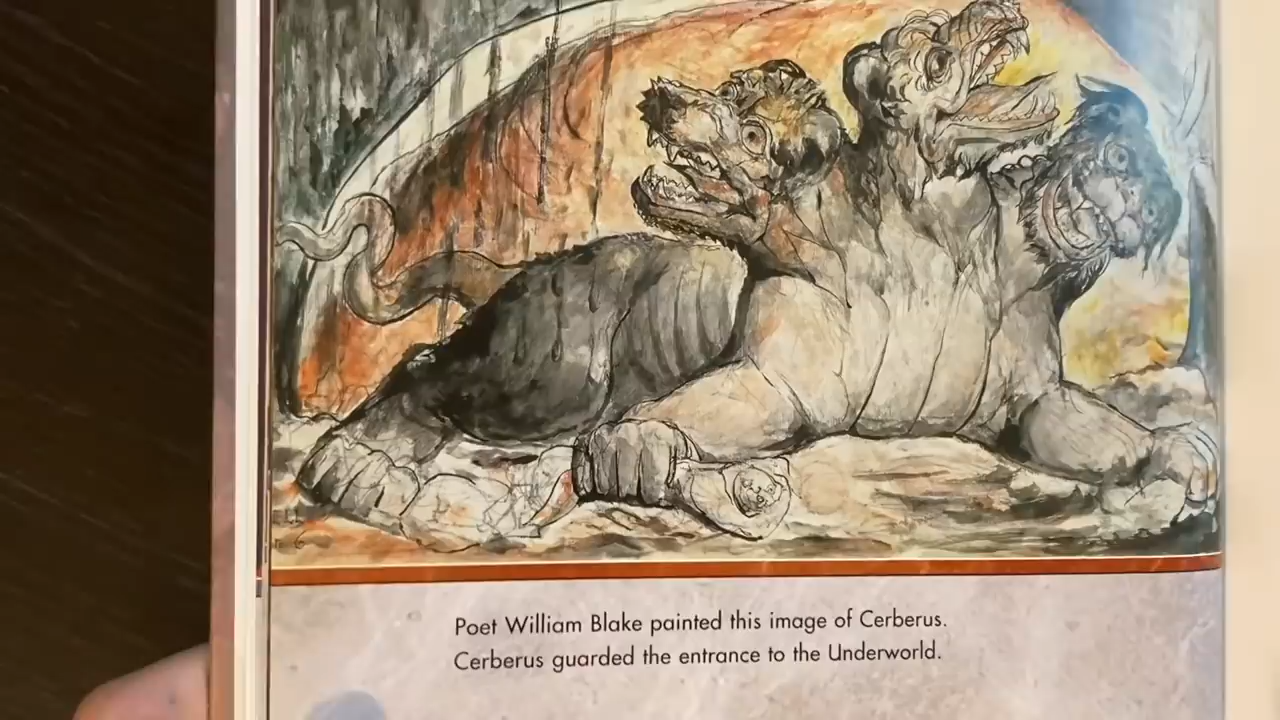 Poet William Blake painted this image of Cerberus.
Cerberus guarded the entrance to the Underworld.